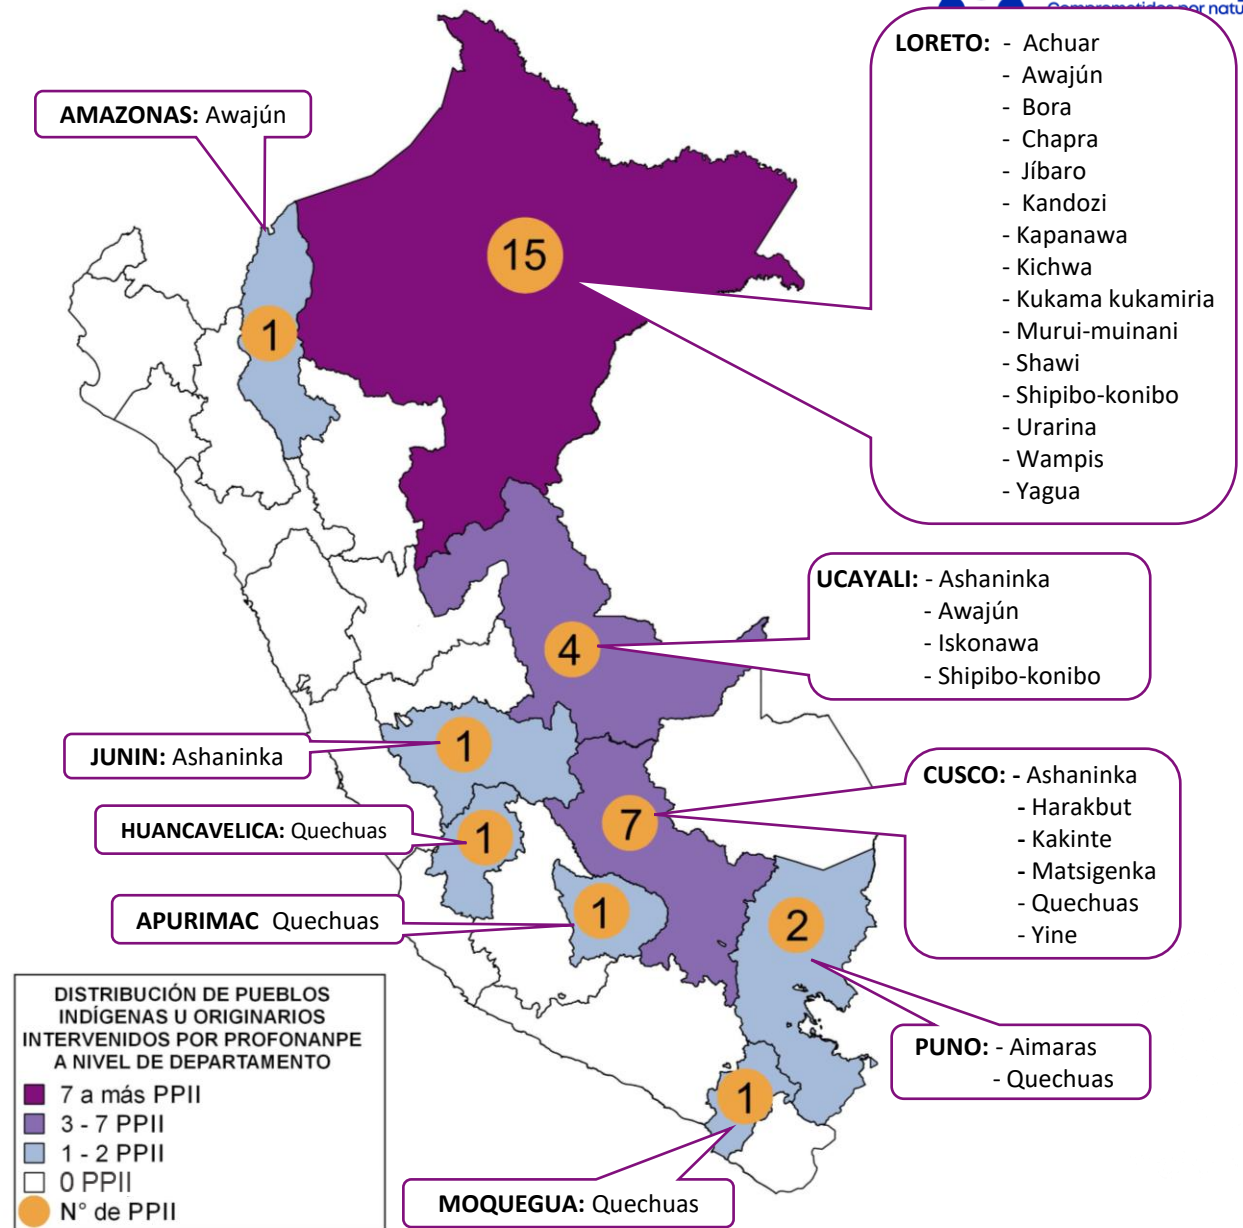 Comprometidos por natu
LORETO: - Achuar
- Awajún
- Bora
- Chapra
- Jíbaro
- Kandozi
- Kapanawa
- Kichwa
- Kukama kukamiria
- Murui-muinani
- Shawi
- Shipibo-konibo
- Urarina
- Wampis
- Yagua
AMAZONAS: Awajún
15
1
UCAYALI: - Ashaninka
- Awajún
- Iskonawa
- Shipibo-konibo
4
JUNIN: Ashaninka
1
CUSCO: - Ashaninka
- Harakbut
- Kakinte
- Matsigenka
- Quechuas
- Yine
7
HUANCAVELICA: Quechuas
1
APURIMAC Quechuas
1
2
PUNO: - Aimaras
- Quechuas
1
MOQUEGUA: Quechuas
DISTRIBUCIÓN DE PUEBLOS
INDÍGENAS U ORIGINARIOS
INTERVENIDOS POR PROFONANPE
A NIVEL DE DEPARTAMENTO
7 a más PPII
3 - 7 PPII
1 - 2 PPII
0 PPII
N° de PPII